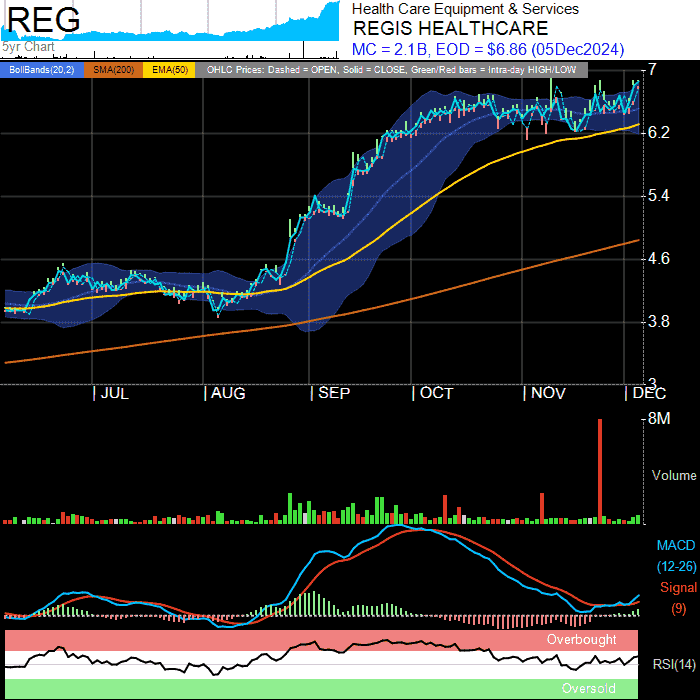 REG
5yr Chart
Health Care Equipment & Services
REGIS HEALTHCARE
MC = 2.1B, EOD = $6.86 (05Dec2024)
BollBands(20,2) SMA(200) EMA(50) OHLC Prices: Dashed = OPEN, Solid = CLOSE, Green/Red bars = Intra-day HIGH/LOW
7
6.2
5.4
4.6
3.8
3
| JUL | AUG | SEP | OCT | NOV | DEC
8M
Volume
MACD
(12-26)
Signal
(9)
Overbought
RSI(14)
Oversold